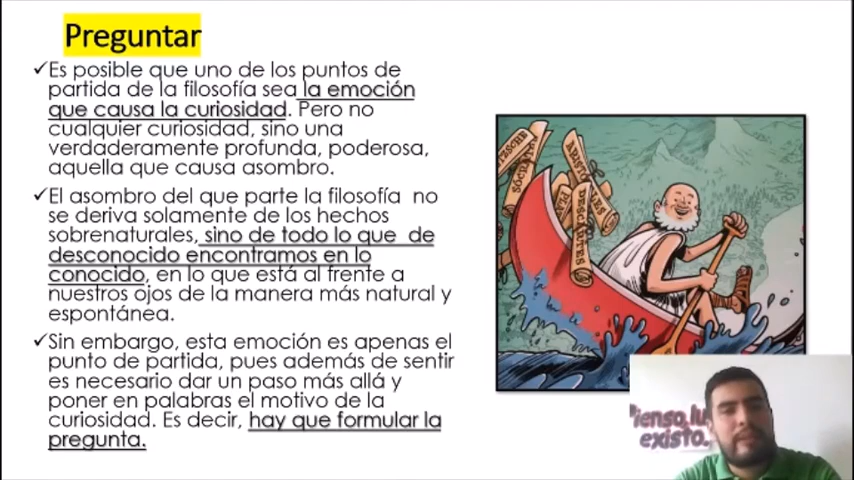 Preguntar
✓Es posible que uno de los puntos de
partida de la filosofía sea la emoción
que causa la curiosidad. Pero no
cualquier curiosidad, sino una
verdaderamente profunda, poderosa,
aquella que causa asombro.
✓El asombro del que parte la filosofía no
se deriva solamente de los hechos
sobrenaturales, sino de todo lo que de
desconocido encontramos en lo
conocido, en lo que está al frente a
nuestros ojos de la manera más natural y
espontánea.
✓Sin embargo, esta emoción es apenas el
punto de partida, pues además de sentir
es necesario dar un paso más allá y
poner en palabras el motivo de la
curiosidad. Es decir, hay que formular la
pregunta.
DESCARTES
existo.